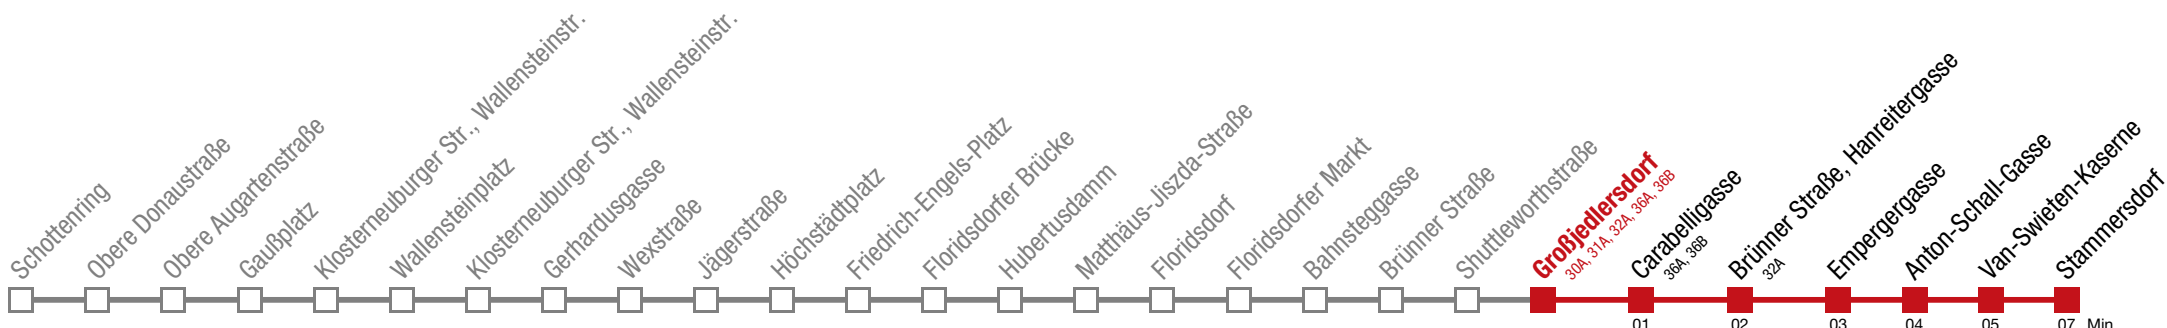 Schottenring
Obere Donaustraße
Obere Augartenstraße
Gaußplatz
Klosterneuburger Str., Wallensteinstr.
Wallensteinplatz
Klosterneuburger Str., Wallensteinstr.
Gerhardusgasse
Wexstraße
Jägerstraße
Höchstädtplatz
Friedrich-Engels-Platz
Floridsdorfer Brücke
Hubertusdamm
Matthäus-Jiszda-Straße
Floridsdorf
Floridsdorfer Markt
Bahnsteggasse
Brünner Straße
Shuttleworthstraße
Großjedlersdorf
30A, 31A, 32A, 36A, 36B
Carabelligasse
36A, 36B
Brünner Straße, Hanreitergasse
32A
Empergergasse
Anton-Schall-Gasse
Van-Swieten-Kaserne
Stammersdorf
01 02 03 04 05 07 Min